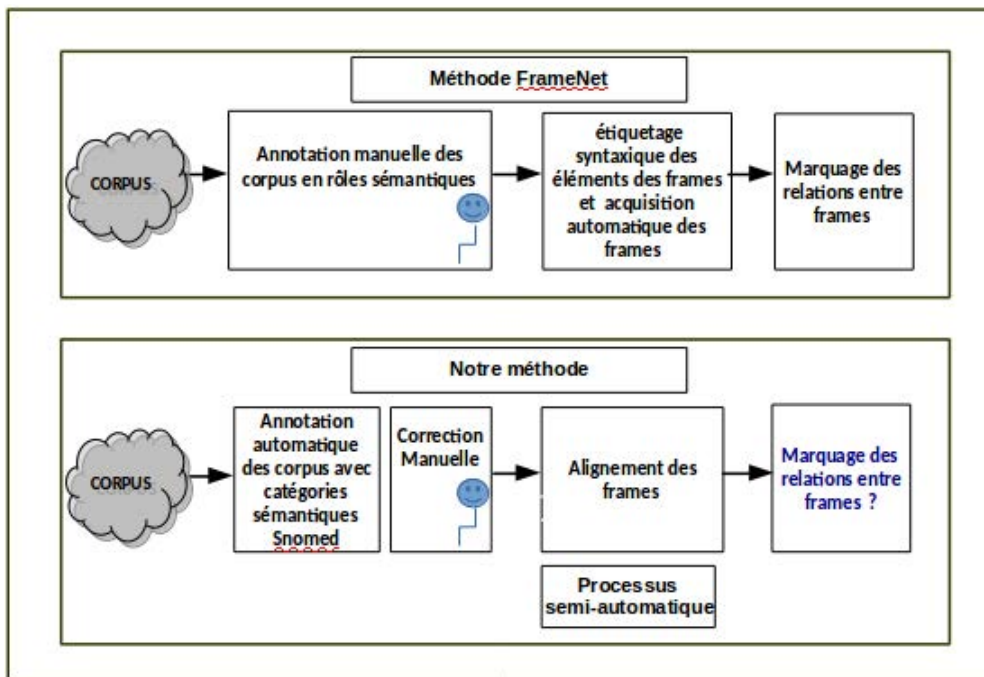 Méthode FrameNet
CORPUS
Annotation manuelle des
corpus en rôles sémantiques
étiquetage
syntaxique des
éléments des frames
et acquisition
automatique des
frames
Marquage des
relations entre
frames
Notre méthode
CORPUS
Annotation
automatique
des corpus avec
catégories
sémantiques
Snomed
Correction
Manuelle
Alignement des
frames
Marquage des
relations entre
frames ?
Processus
semi-automatique